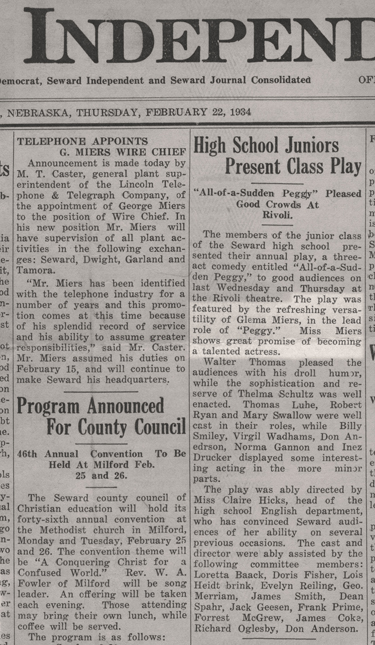 INDEPEND
Democrat, Seward Independent and Seward Journal Consolidated
OF
, NEBRASKA, THURSDAY, FEBRUARY 22, 1934
TELEPHONE APPOINTS
G. MIERS WIRE CHIEF
Announcement is made today by
M. T. Caster, general plant sup-
erintendent of the Lincoln Tele-
phone & Telegraph Company, of
the appointment of George Miers
to the position of Wire Chief. In
his new position Mr. Miers will
have supervision of all plant ac-
tivities in the following exchan-
ges: Seward, Dwight, Garland and
Tamora.
"Mr. Miers has been identified
with the telephone industry for a
number of years and this promo-
tion comes at this time because
of his splendid record of service
and his ability to assume greater
responsibilities," said Mr. Caster.
Mr. Miers assumed his duties on
February 15, and will continue to
make Seward his headquarters.
Program Announced
For County Council
46th Annual Convention To Be
Held At Milford Feb.
25 and 26.
The Seward county council of
Christian education will hold its
forty-sixth annual convention at
the Methodist church in Milford,
Monday and Tuesday, February 25
and 26. The convention theme will
be "A Conquering Christ for a
Confused World." Rev. W. A.
Fowler of Milford will be song
leader. An offering will be taken
each evening. Those attending
may bring their own lunch, while
coffee will be served.
The program is as follows:
High School Juniors
Present Class Play
"All-of-a-Sudden Peggy" Pleased
Good Crowds At
Rivoli.
The members of the junior class
of the Seward high school pre-
sented their annual play, a three-
act comedy entitled "All-of-a-Sud-
den Peggy," to good audiences on
last Wednesday and Thursday at
the Rivoli theatre. The play was
featured by the refreshing versa-
tility of Glema Miers, in the lead
role of "Peggy." Miss Miers
shows great promise of becoming
a talented actress.
Walter Thomas pleased the
audiences with his droll humor,
while the sophistication and re-
serve of Thelma Schultz was well
enacted. Thomas Luhe, Robert
Ryan and Mary Swallow were well
cast in their roles, while Billy
Smiley, Virgil Wadhams, Don An-
edrson, Norma Gannon and Inez
Drucker displayed some interest-
ing acting in the more minor
parts.
The play was ably directed by
Miss Claire Hicks, head of the
high school English department,
who has convinced Seward audi-
ences of her ability on several
previous occasions. The cast and
director were ably assisted by the
following committee members:
Loretta Baack, Doris Fisher, Lois
Heidt brink, Evelyn Reiling, Geo.
Merriam, James Smith, Dean
Spahr, Jack Geesen, Frank Prime,
Forrest McGrew, James Coke,
Richard Oglesby, Don Anderson.